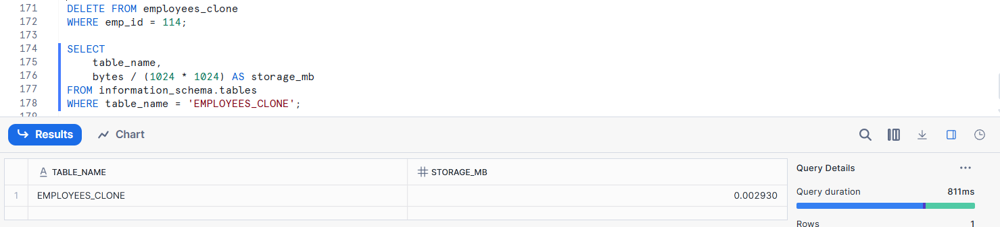 171 DELETE FROM employees_clone
172 WHERE emp_id = 114;
173
174 SELECT
175     table_name,
176     bytes / (1024 * 1024) AS storage_mb
177 FROM information_schema.tables
178 WHERE table_name = 'EMPLOYEES_CLONE';
179
Results Chart
TABLE_NAME STORAGE_MB
1 EMPLOYEES_CLONE 0.002930
Query Details
Query duration 811ms
Rows 1